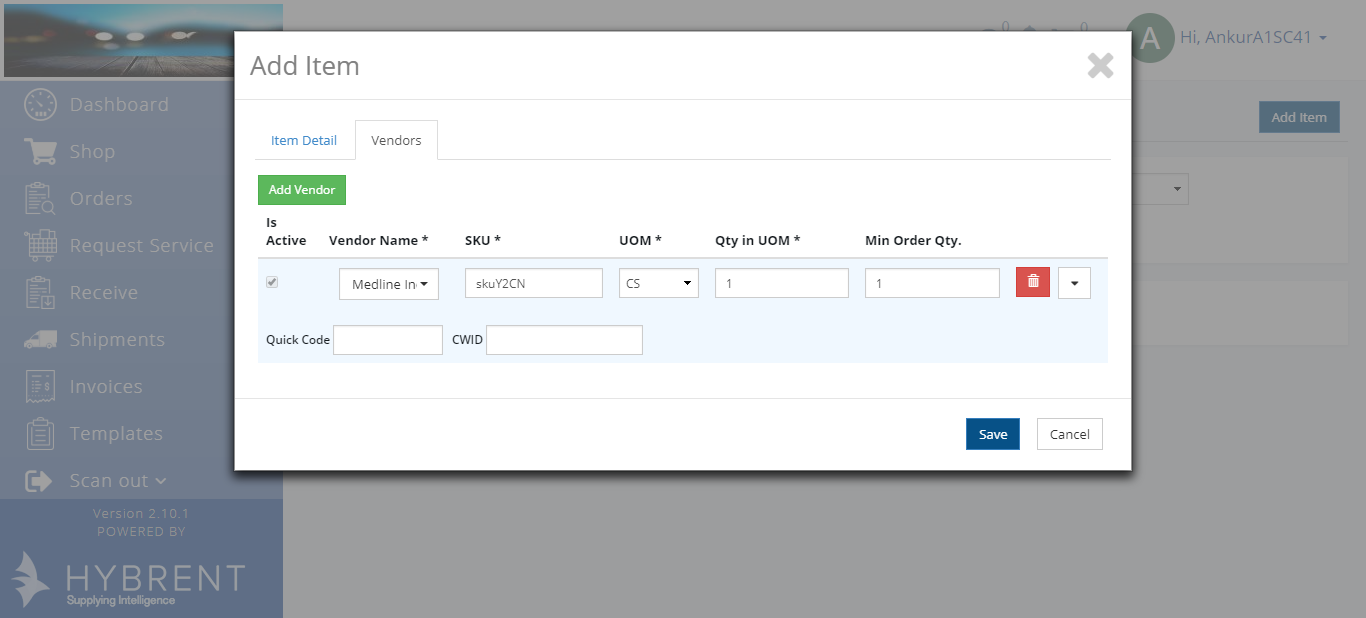 0 0
A Hi, AnkurA1SC41
Add Item
Dashboard
Shop
Orders
Request Service
Receive
Shipments
Invoices
Templates
Scan out
Version 2.10.1
POWERED BY
HYBRENT
Supplying Intelligence
Add Item
Item Detail Vendors
Add Vendor
Is Active Vendor Name * SKU * UOM * Qty in UOM * Min Order Qty.
Medline In skuY2CN CS 1 1
Quick Code CWID
Save Cancel